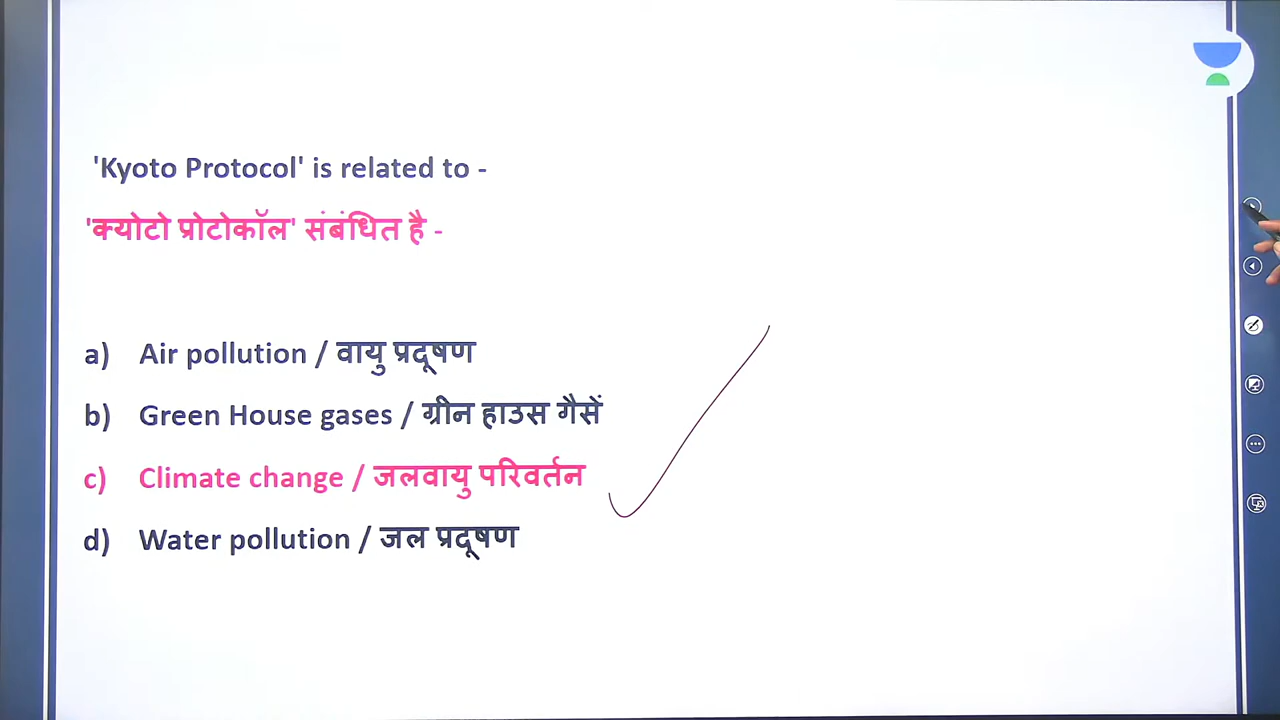 'Kyoto Protocol' is related to -
'क्योटो प्रोटोकॉल' संबंधित है -
a) Air pollution / वायु प्रदूषण
b) Green House gases / ग्रीन हाउस गैसें
c) Climate change / जलवायु परिवर्तन
d) Water pollution / जल प्रदूषण